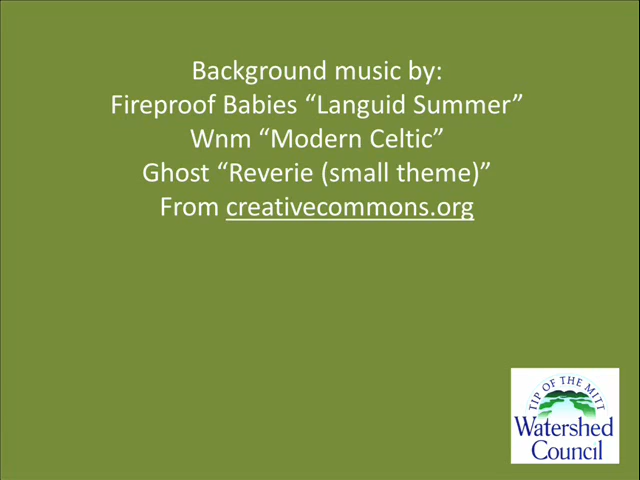 Background music by:
Fireproof Babies “Languid Summer”
Wnm “Modern Celtic”
Ghost “Reverie (small theme)”
From creativecommons.org
TIP OF THE MITT
Watershed
Council